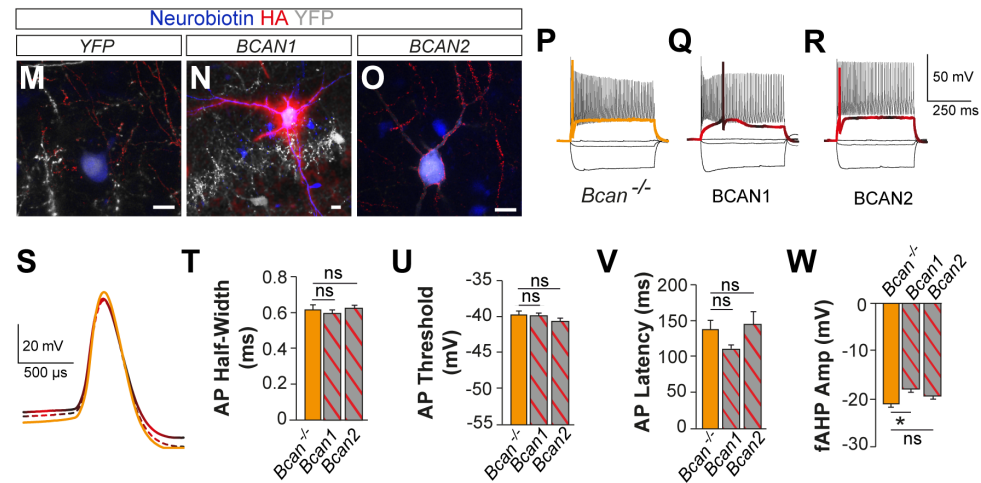 Neurobiotin HA YFP
YFP
BCAN1
BCAN2
M
N
O
P
Q
R
50 mV
250 ms
Bcan -/-
BCAN1
BCAN2
S
20 mV
500 µs
T
AP Half-Width
(ms)
0.8
0.6
0.4
0.2
0
ns
ns
Bcan-/-
Bcan1
Bcan2
U
AP Threshold
(mV)
-35
-40
-45
-50
-55
ns
ns
Bcan-/-
Bcan1
Bcan2
V
AP Latency (ms)
200
150
100
50
0
ns
ns
Bcan-/-
Bcan1
Bcan2
W
Bcan-/-
Bcan1
Bcan2
fAHP Amp (mV)
0
-10
-20
-30
*
ns